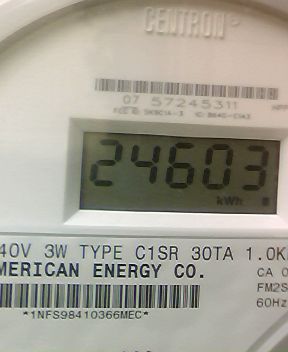 CENTRON
07 57245311
24603
kWh
40V 3W TYPE C1SR 30TA 1.0K
MERICAN ENERGY CO.
CA 0
FM2S
60Hz
*1NFS98410366MEC*